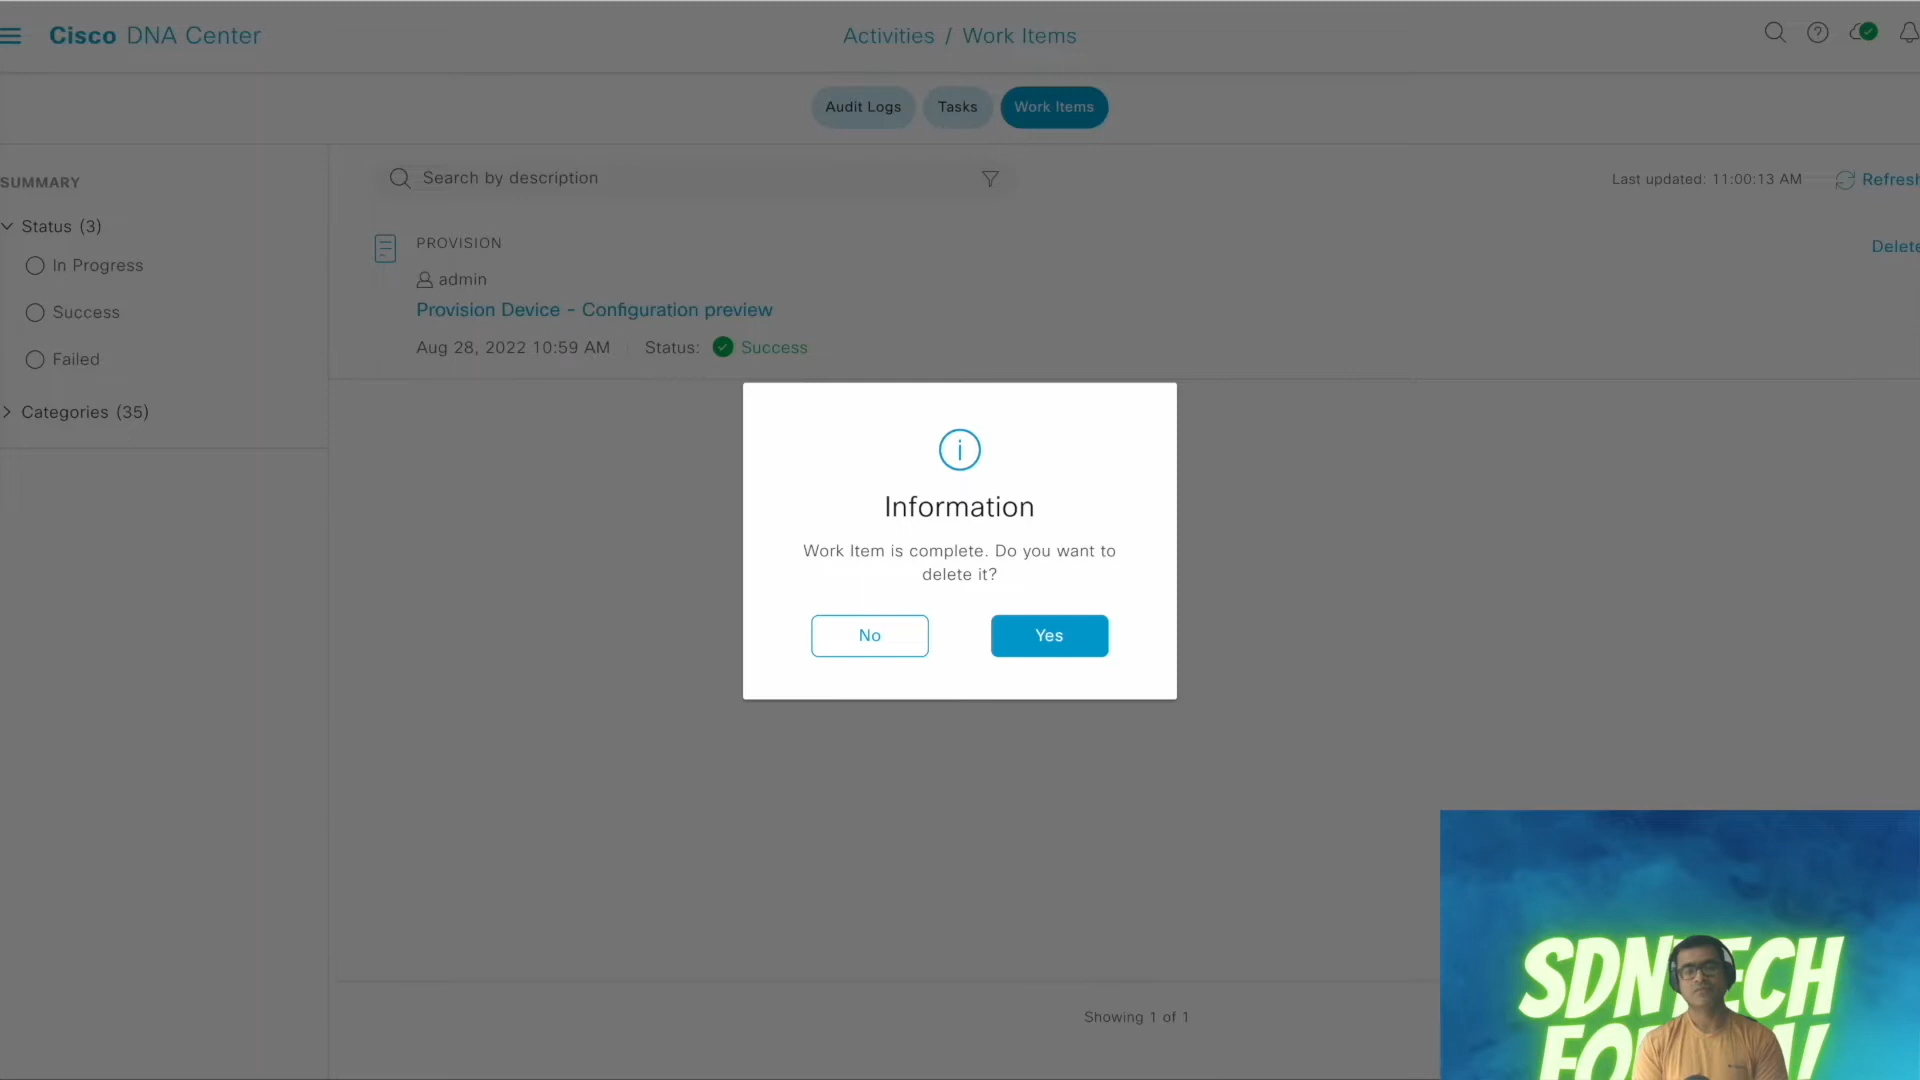 Cisco DNA Center
Activities / Work Items
Audit Logs
Tasks
Work Items
SUMMARY
Status (3)
In Progress
Success
Failed
Categories (35)
Search by description
Last updated: 11:00:13 AM
Refresh
PROVISION
Delete
admin
Provision Device - Configuration preview
Aug 28, 2022 10:59 AM
Status: Success
Information
Work Item is complete. Do you want to
delete it?
No
Yes
Showing 1 of 1